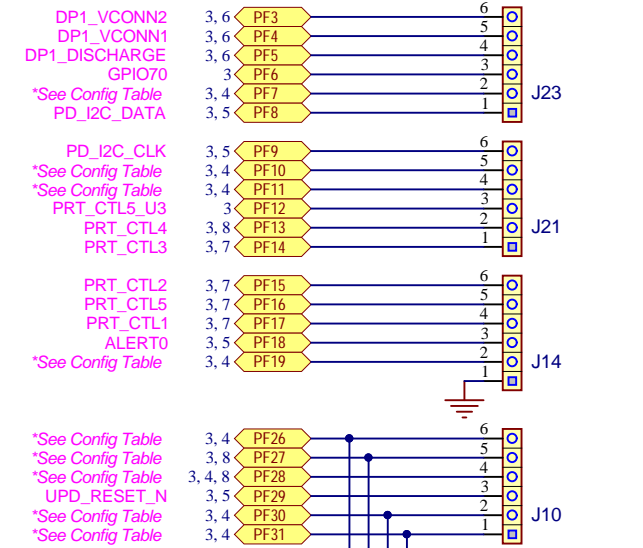 DP1_VCONN2 3, 6 PF3 6
DP1_VCONN1 3, 6 PF4 5
DP1_DISCHARGE 3, 6 PF5 4
GPIO70 3 PF6 3
*See Config Table 3, 4 PF7 2 J23
PD_I2C_DATA 3, 5 PF8 1
PD_I2C_CLK 3, 5 PF9 6
*See Config Table 3, 4 PF10 5
*See Config Table 3, 4 PF11 4
PRT_CTL5_U3 3 PF12 3
PRT_CTL4 3, 8 PF13 2 J21
PRT_CTL3 3, 7 PF14 1
PRT_CTL2 3, 7 PF15 6
PRT_CTL5 3, 7 PF16 5
PRT_CTL1 3, 7 PF17 4
ALERT0 3, 5 PF18 3
*See Config Table 3, 4 PF19 2 J14
1
*See Config Table 3, 4 PF26 6
*See Config Table 3, 8 PF27 5
*See Config Table 3, 4, 8 PF28 4
UPD_RESET_N 3, 5 PF29 3
*See Config Table 3, 4 PF30 2 J10
*See Config Table 3, 4 PF31 1